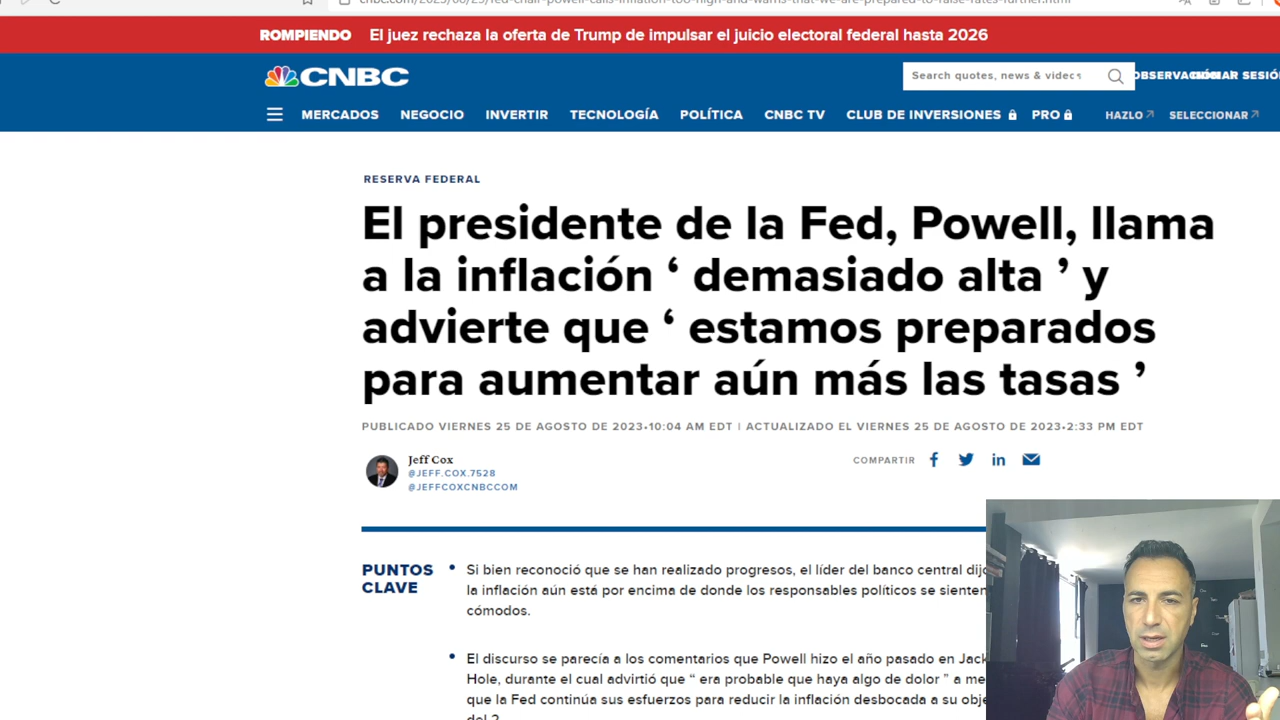 cnbc.com/2023/08/25/fed-chair-powell-calls-inflation-too-high-and-warns-that-we-are-prepared-to-raise-rates-further.html
ROMPIENDO El juez rechaza la oferta de Trump de impulsar el juicio electoral federal hasta 2026
CNBC
Search quotes, news & videos
MERCADOS NEGOCIO INVERTIR TECNOLOGÍA POLÍTICA CNBC TV CLUB DE INVERSIONES PRO HAZLO SELECCIONAR
RESERVA FEDERAL
El presidente de la Fed, Powell, llama
a la inflación ‘ demasiado alta ’ y
advierte que ‘ estamos preparados
para aumentar aún más las tasas ’
PUBLICADO VIERNES 25 DE AGOSTO DE 2023•10:04 AM EDT | ACTUALIZADO EL VIERNES 25 DE AGOSTO DE 2023•2:33 PM EDT
Jeff Cox
@JEFF.COX.7528
@JEFFCOXCNBCCOM
COMPARTIR
PUNTOS
CLAVE
• Si bien reconoció que se han realizado progresos, el líder del banco central dijo
la inflación aún está por encima de donde los responsables políticos se sienten
cómodos.
• El discurso se parecía a los comentarios que Powell hizo el año pasado en Jack
Hole, durante el cual advirtió que “ era probable que haya algo de dolor ” a me
que la Fed continúa sus esfuerzos para reducir la inflación desbocada a su obje
del 2